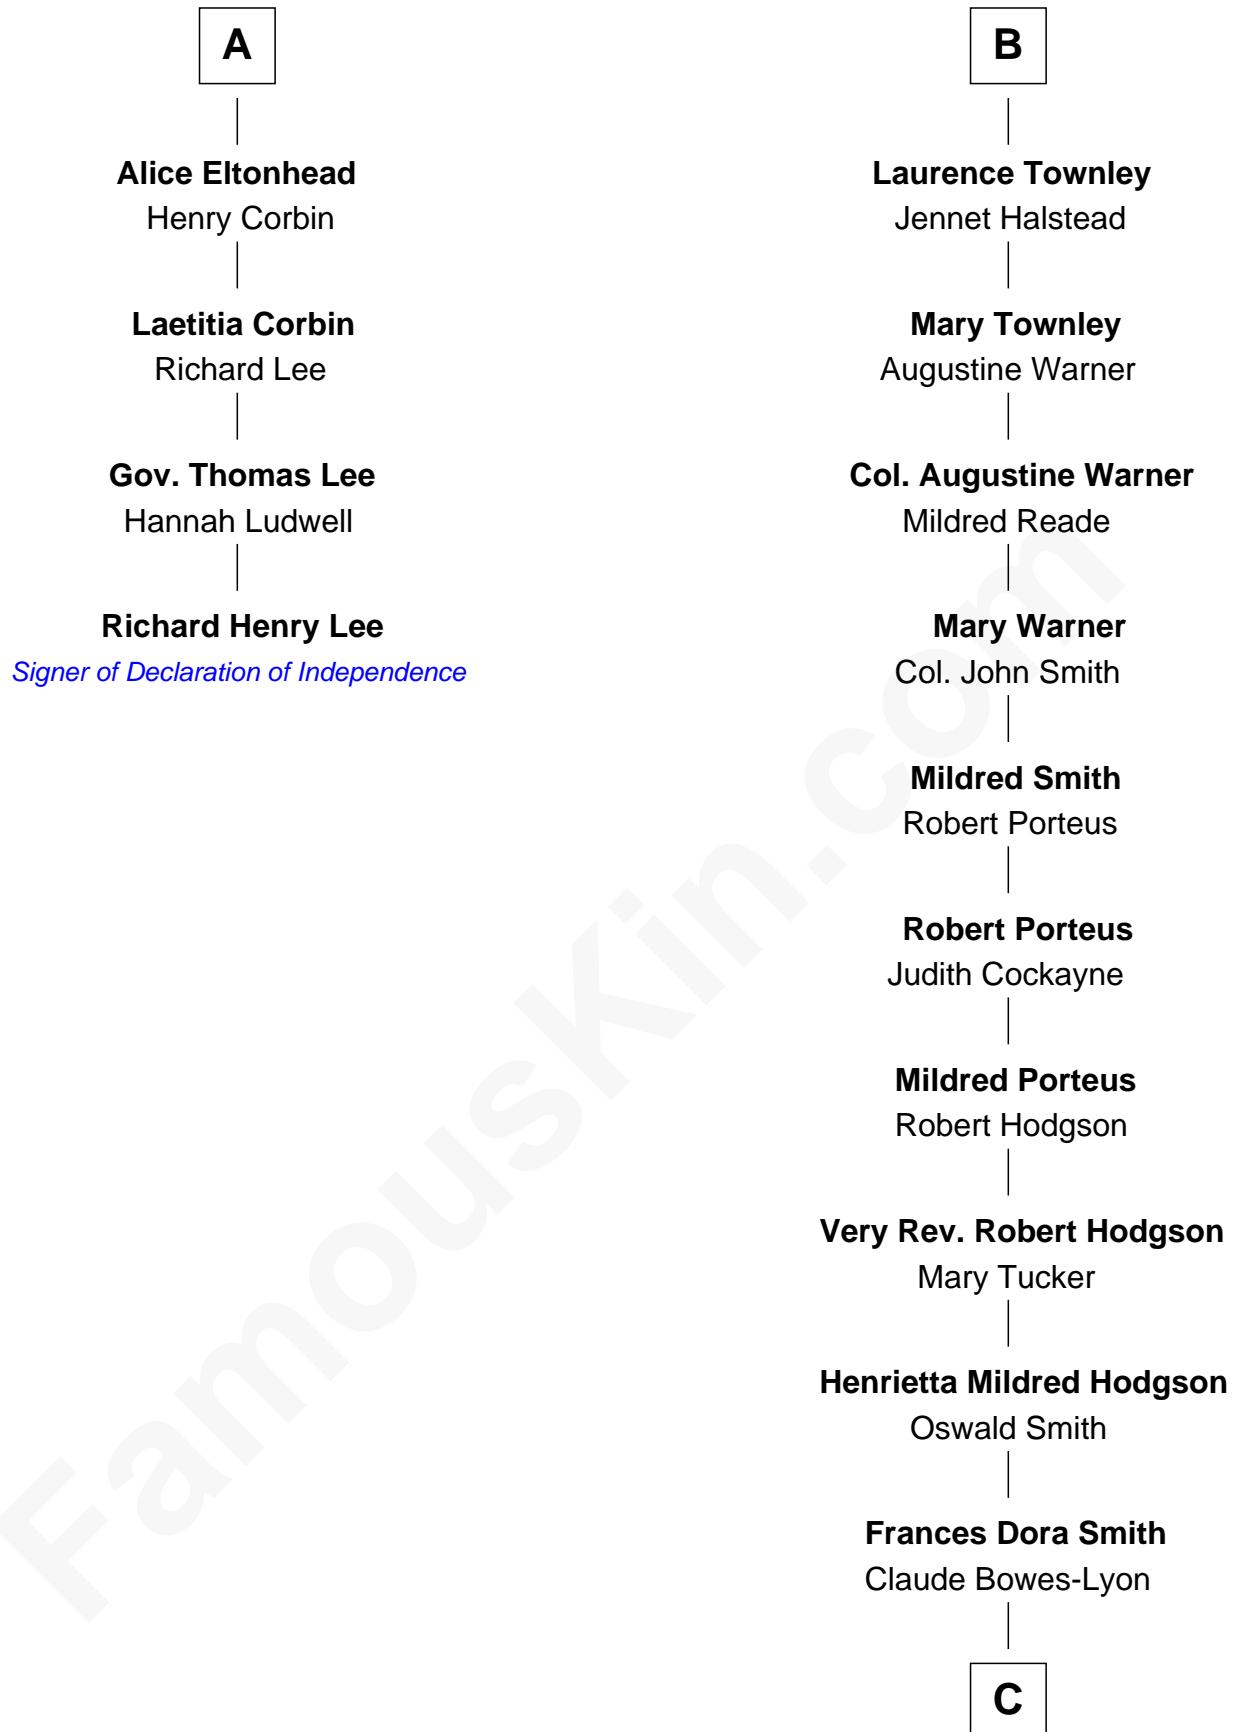 A
Alice Eltonhead
Henry Corbin
Laetitia Corbin
Richard Lee
Gov. Thomas Lee
Hannah Ludwell
Richard Henry Lee
Signer of Declaration of Independence
B
Laurence Townley
Jennet Halstead
Mary Townley
Augustine Warner
Col. Augustine Warner
Mildred Reade
Mary Warner
Col. John Smith
Mildred Smith
Robert Porteus
Robert Porteus
Judith Cockayne
Mildred Porteus
Robert Hodgson
Very Rev. Robert Hodgson
Mary Tucker
Henrietta Mildred Hodgson
Oswald Smith
Frances Dora Smith
Claude Bowes-Lyon
C
FamousKin.com